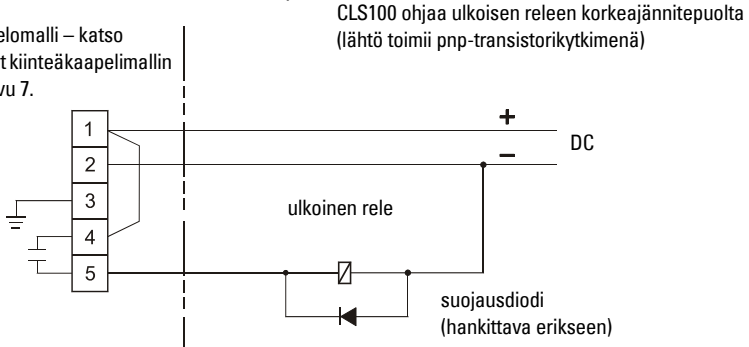 CLS100 ohjaa ulkoisen releen korkeajännitepuolta
(lähtö toimii pnp-transistorikytkimenä)
elomalli – katso
t kiinteäkaapelimallin
vu 7.
1
2
3
4
5
+
–
DC
ulkoinen rele
suojausdiodi
(hankittava erikseen)